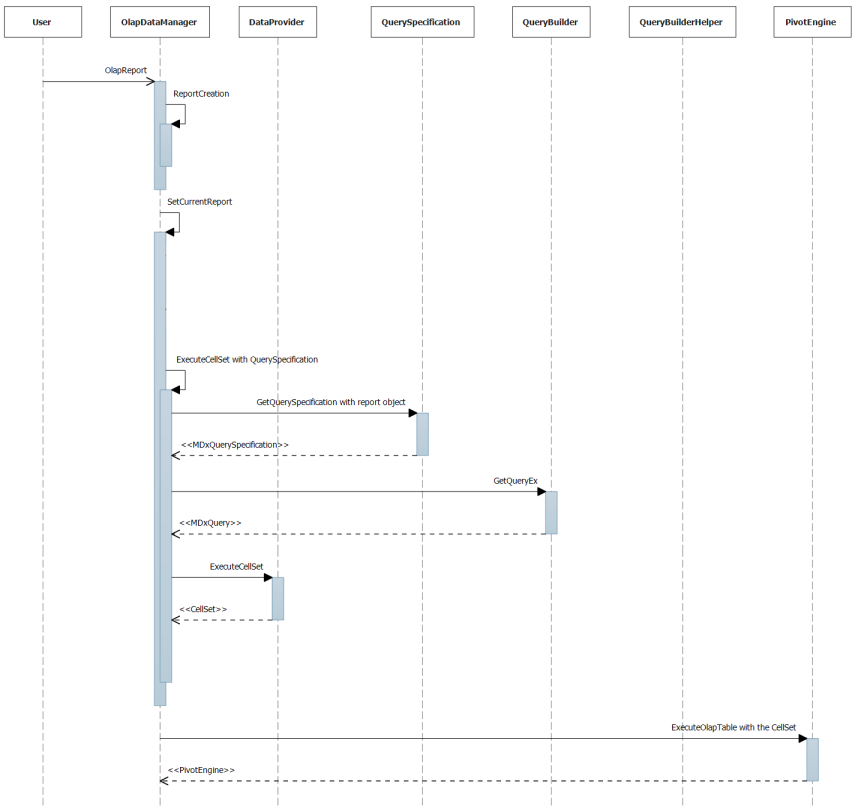 User
OlapDataManager
DataProvider
QuerySpecification
QueryBuilder
QueryBuilderHelper
PivotEngine
OlapReport
ReportCreation
SetCurrentReport
ExecuteCellSet with QuerySpecification
GetQuerySpecification with report object
<<MDxQuerySpecification>>
GetQueryEx
<<MDxQuery>>
ExecuteCellSet
<<CellSet>>
ExecuteOlapTable with the CellSet
<<PivotEngine>>